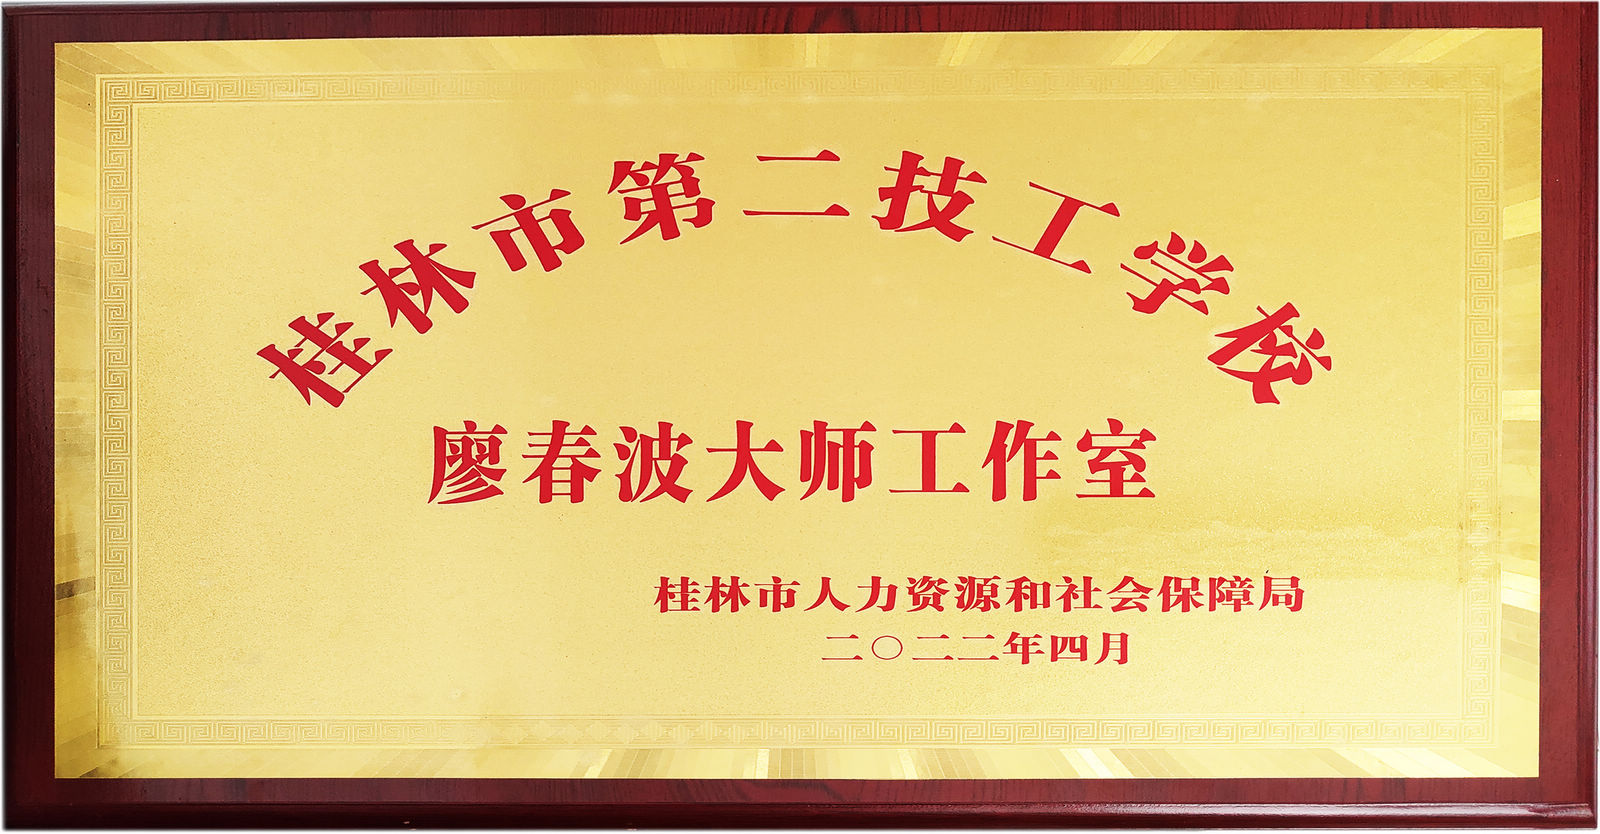 桂林市第二技工学校
廖春波大师工作室
桂林市人力资源和社会保障局
二〇二二年四月